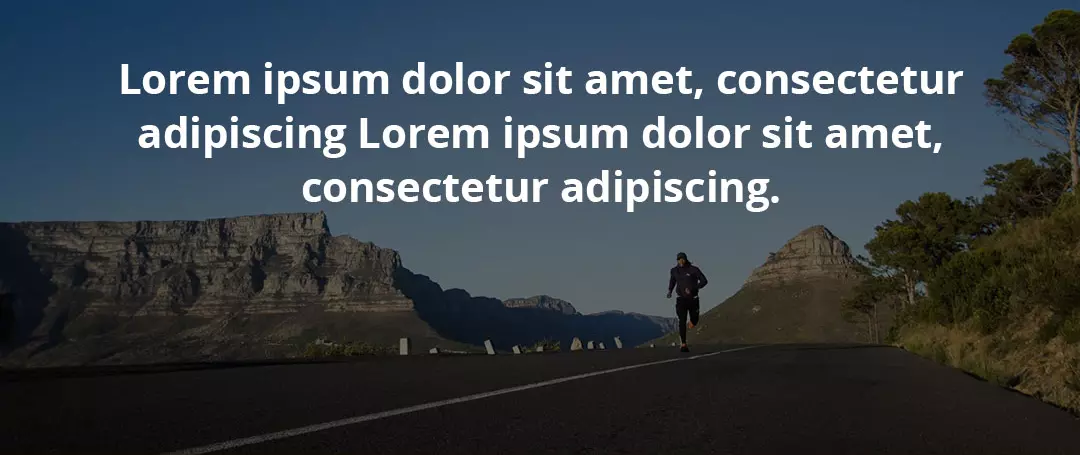 Lorem ipsum dolor sit amet, consectetur
adipiscing Lorem ipsum dolor sit amet,
consectetur adipiscing.